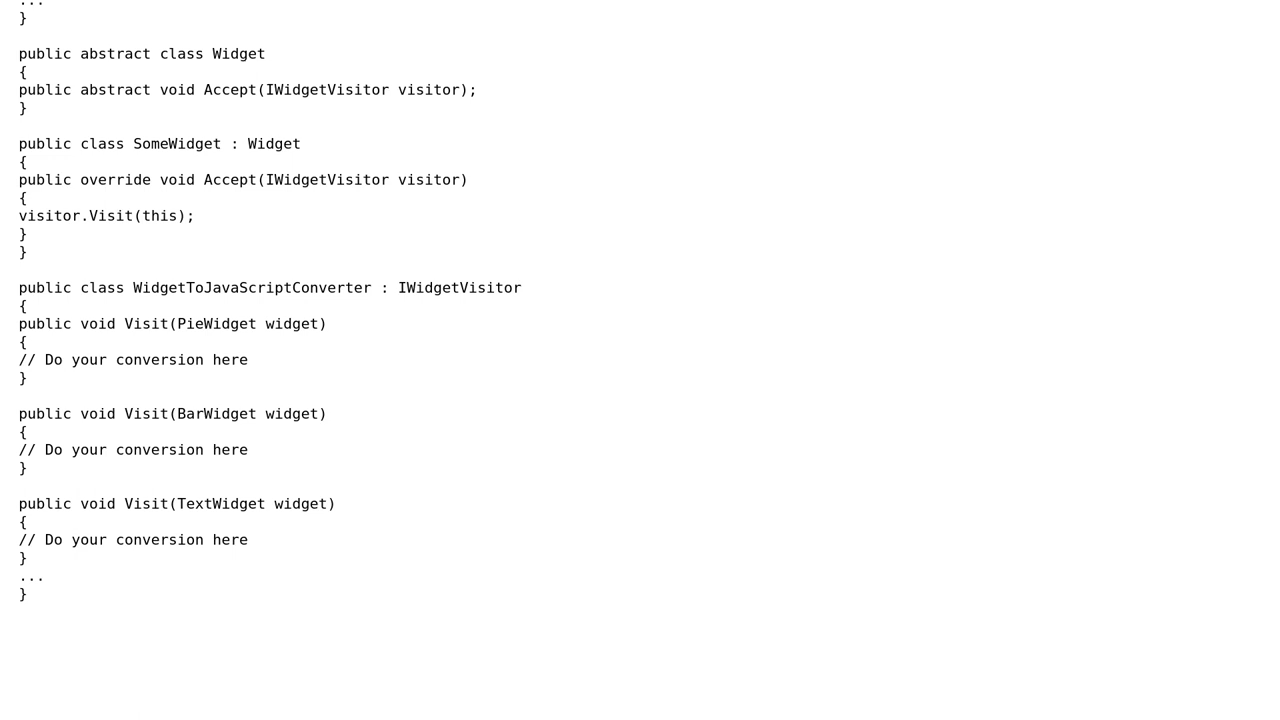 ...
}

public abstract class Widget
{
public abstract void Accept(IWidgetVisitor visitor);
}

public class SomeWidget : Widget
{
public override void Accept(IWidgetVisitor visitor)
{
visitor.Visit(this);
}
}

public class WidgetToJavaScriptConverter : IWidgetVisitor
{
public void Visit(PieWidget widget)
{
// Do your conversion here
}

public void Visit(BarWidget widget)
{
// Do your conversion here
}

public void Visit(TextWidget widget)
{
// Do your conversion here
}
...
}